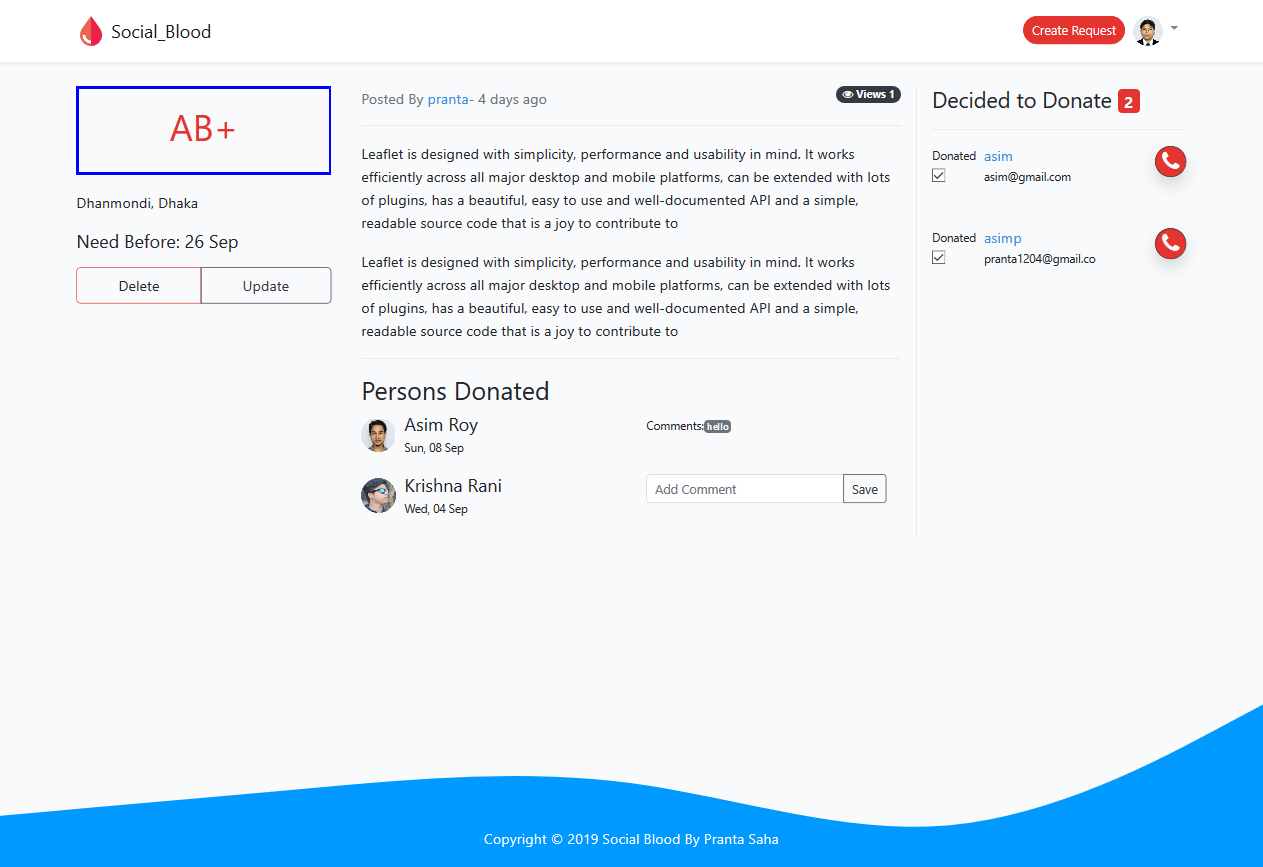 Social_Blood
Create Request
AB+
Dhanmondi, Dhaka
Need Before: 26 Sep
Delete
Update
Posted By pranta- 4 days ago
Views 1
Leaflet is designed with simplicity, performance and usability in mind. It works
efficiently across all major desktop and mobile platforms, can be extended with lots
of plugins, has a beautiful, easy to use and well-documented API and a simple,
readable source code that is a joy to contribute to
Leaflet is designed with simplicity, performance and usability in mind. It works
efficiently across all major desktop and mobile platforms, can be extended with lots
of plugins, has a beautiful, easy to use and well-documented API and a simple,
readable source code that is a joy to contribute to
Persons Donated
Asim Roy
Sun, 08 Sep
Comments:hello
Krishna Rani
Wed, 04 Sep
Add Comment
Save
Decided to Donate 2
Donated
asim
asim@gmail.com
Donated
asimp
pranta1204@gmail.co
Copyright © 2019 Social Blood By Pranta Saha